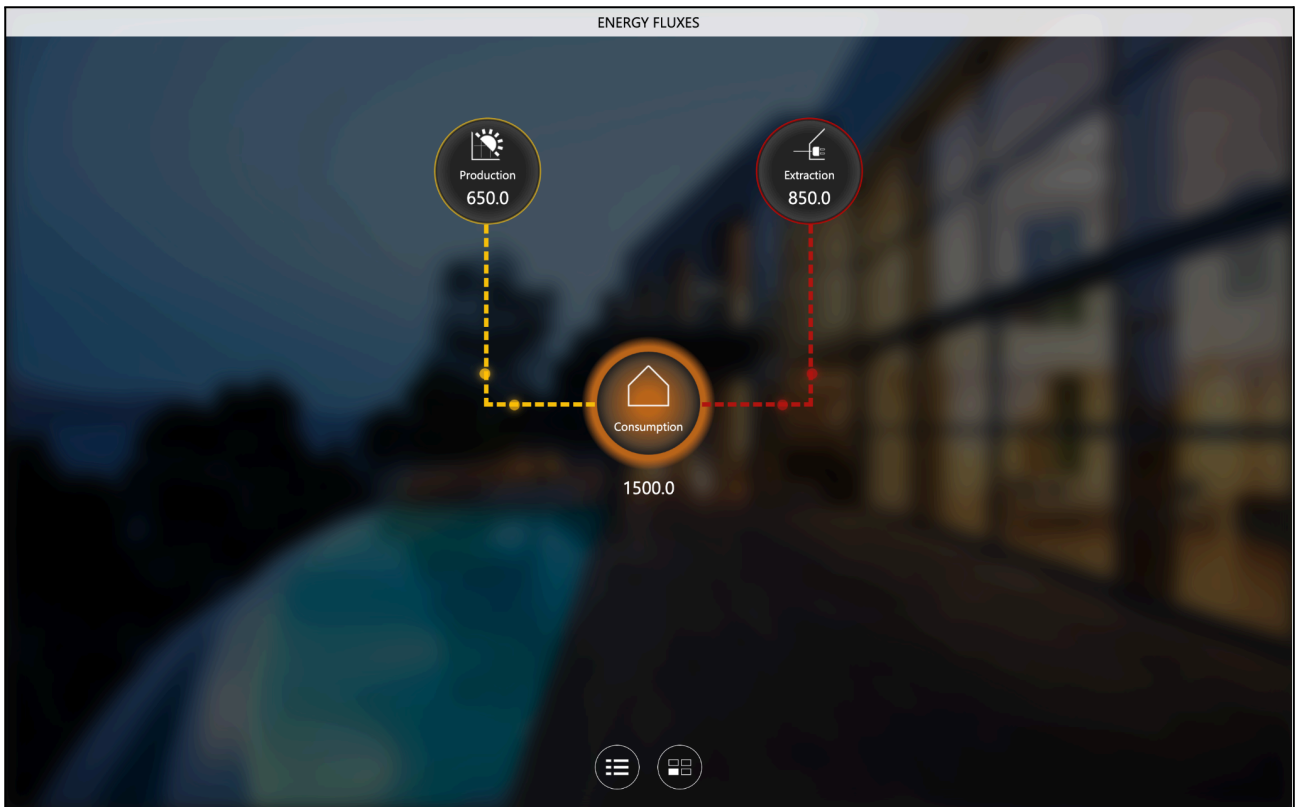 ENERGY FLUXES
Production
650.0
Extraction
850.0
Consumption
1500.0